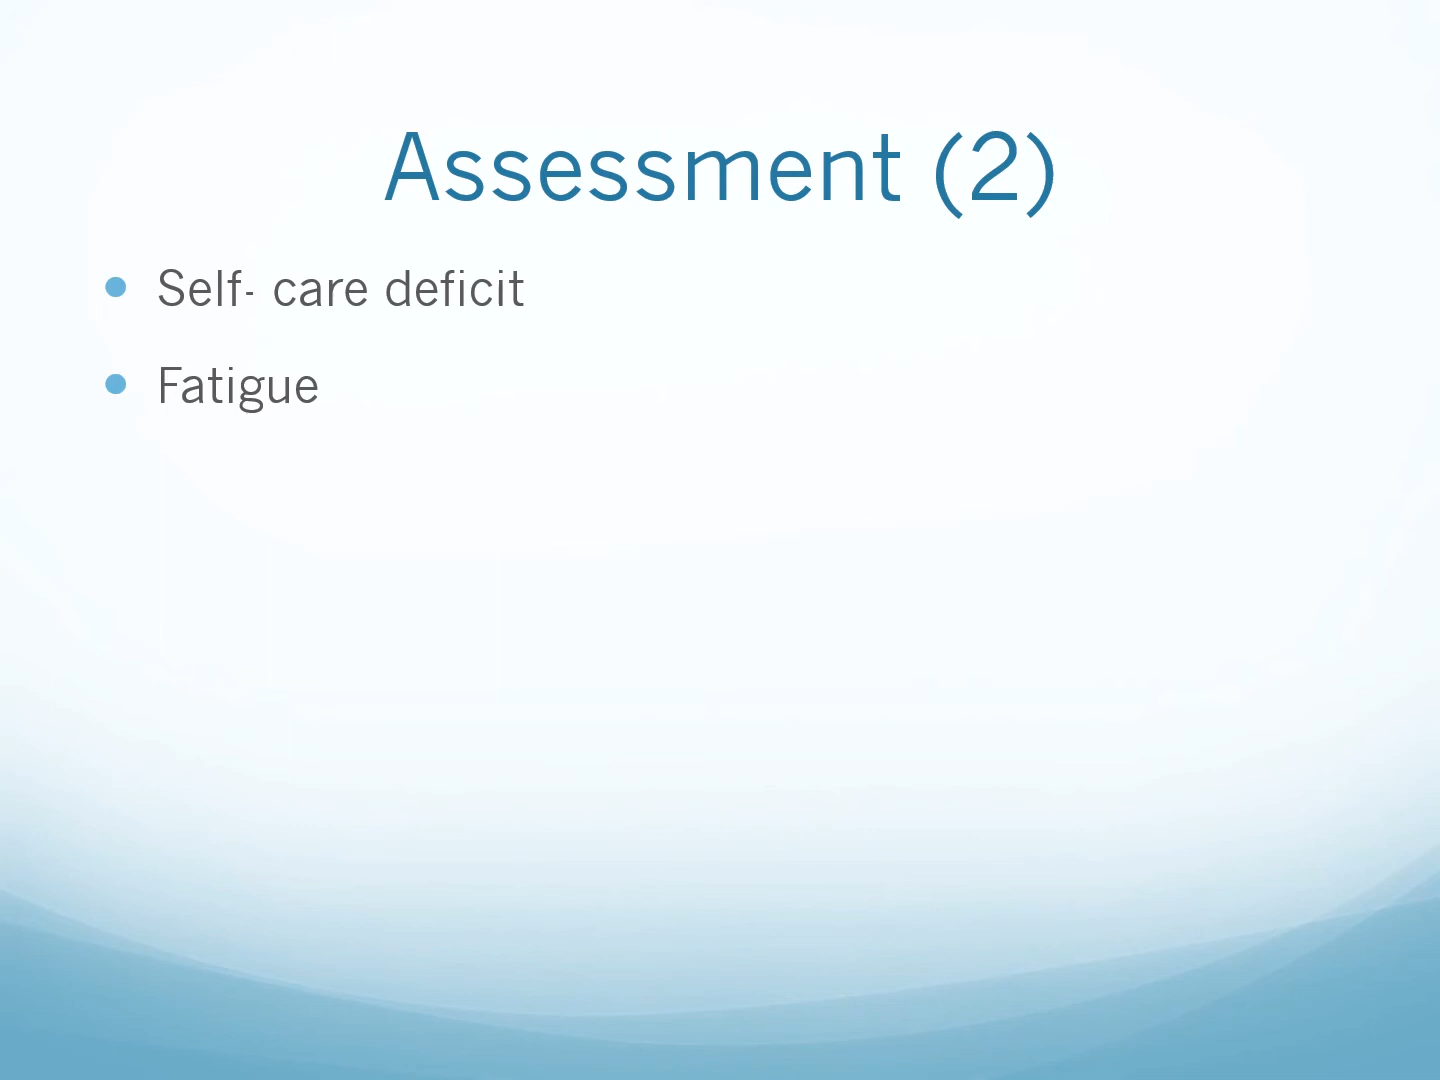 Assessment (2)
Self- care deficit
Fatigue